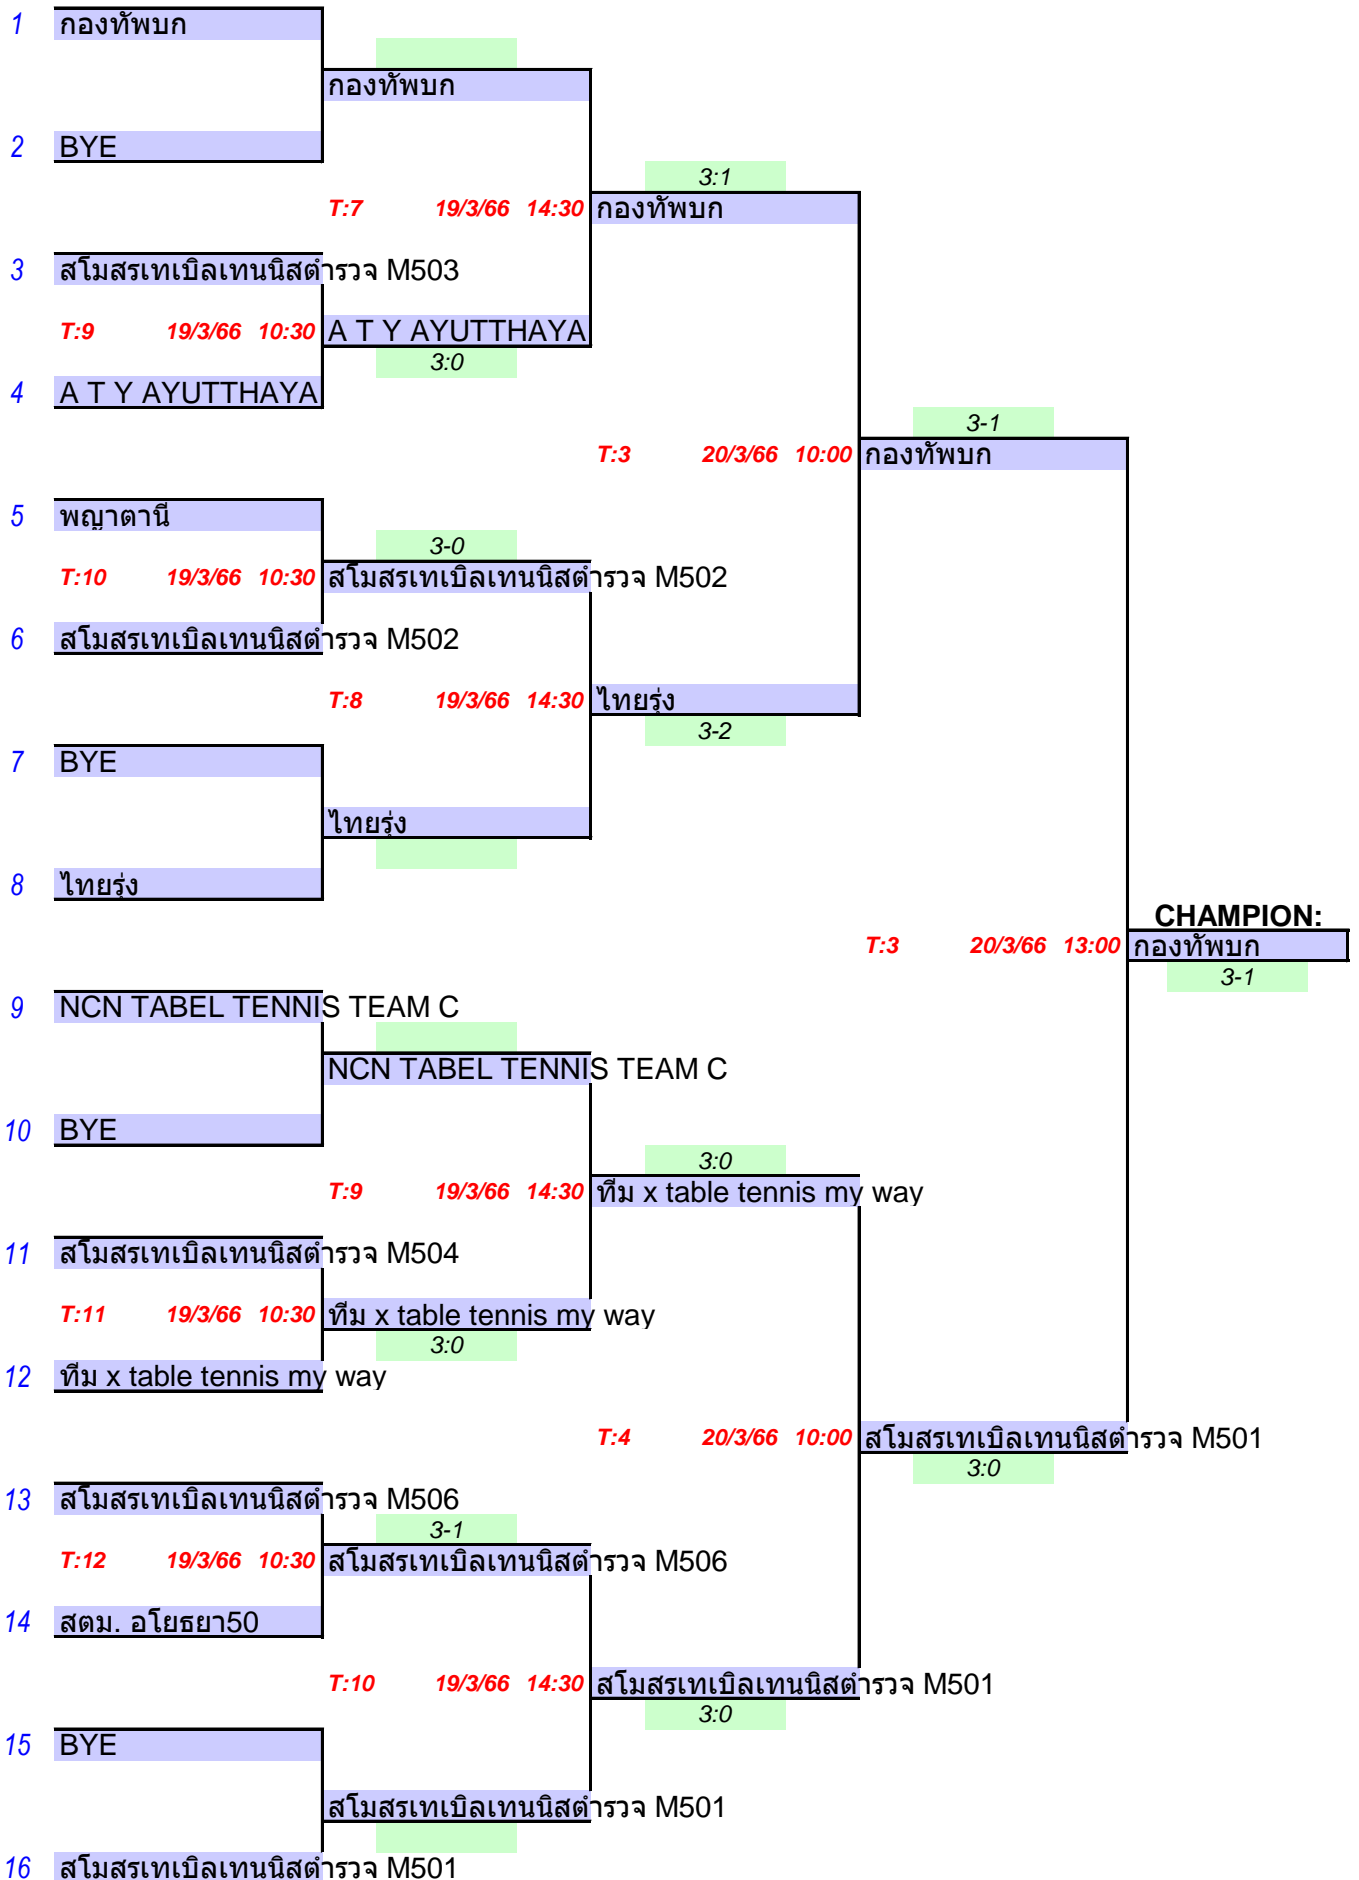 1 กองทัพบก
กองทัพบก
2 BYE
3:1
T:7 19/3/66 14:30 กองทัพบก
3 สโมสรเทเบิลเทนนิสตำรวจ M503
T:9 19/3/66 10:30 A T Y AYUTTHAYA
3:0
4 A T Y AYUTTHAYA
3-1
T:3 20/3/66 10:00 กองทัพบก
5 พญาตานี
3-0
T:10 19/3/66 10:30 สโมสรเทเบิลเทนนิสตำรวจ M502
6 สโมสรเทเบิลเทนนิสตำรวจ M502
T:8 19/3/66 14:30 ไทยรุ่ง
3-2
7 BYE
ไทยรุ่ง
8 ไทยรุ่ง
CHAMPION:
T:3 20/3/66 13:00 กองทัพบก
3-1
9 NCN TABEL TENNIS TEAM C
NCN TABEL TENNIS TEAM C
10 BYE
3:0
T:9 19/3/66 14:30 ทีม x table tennis my way
11 สโมสรเทเบิลเทนนิสตำรวจ M504
T:11 19/3/66 10:30 ทีม x table tennis my way
3:0
12 ทีม x table tennis my way
T:4 20/3/66 10:00 สโมสรเทเบิลเทนนิสตำรวจ M501
3:0
13 สโมสรเทเบิลเทนนิสตำรวจ M506
3-1
T:12 19/3/66 10:30 สโมสรเทเบิลเทนนิสตำรวจ M506
14 สตม. อโยธยา50
T:10 19/3/66 14:30 สโมสรเทเบิลเทนนิสตำรวจ M501
3:0
15 BYE
สโมสรเทเบิลเทนนิสตำรวจ M501
16 สโมสรเทเบิลเทนนิสตำรวจ M501